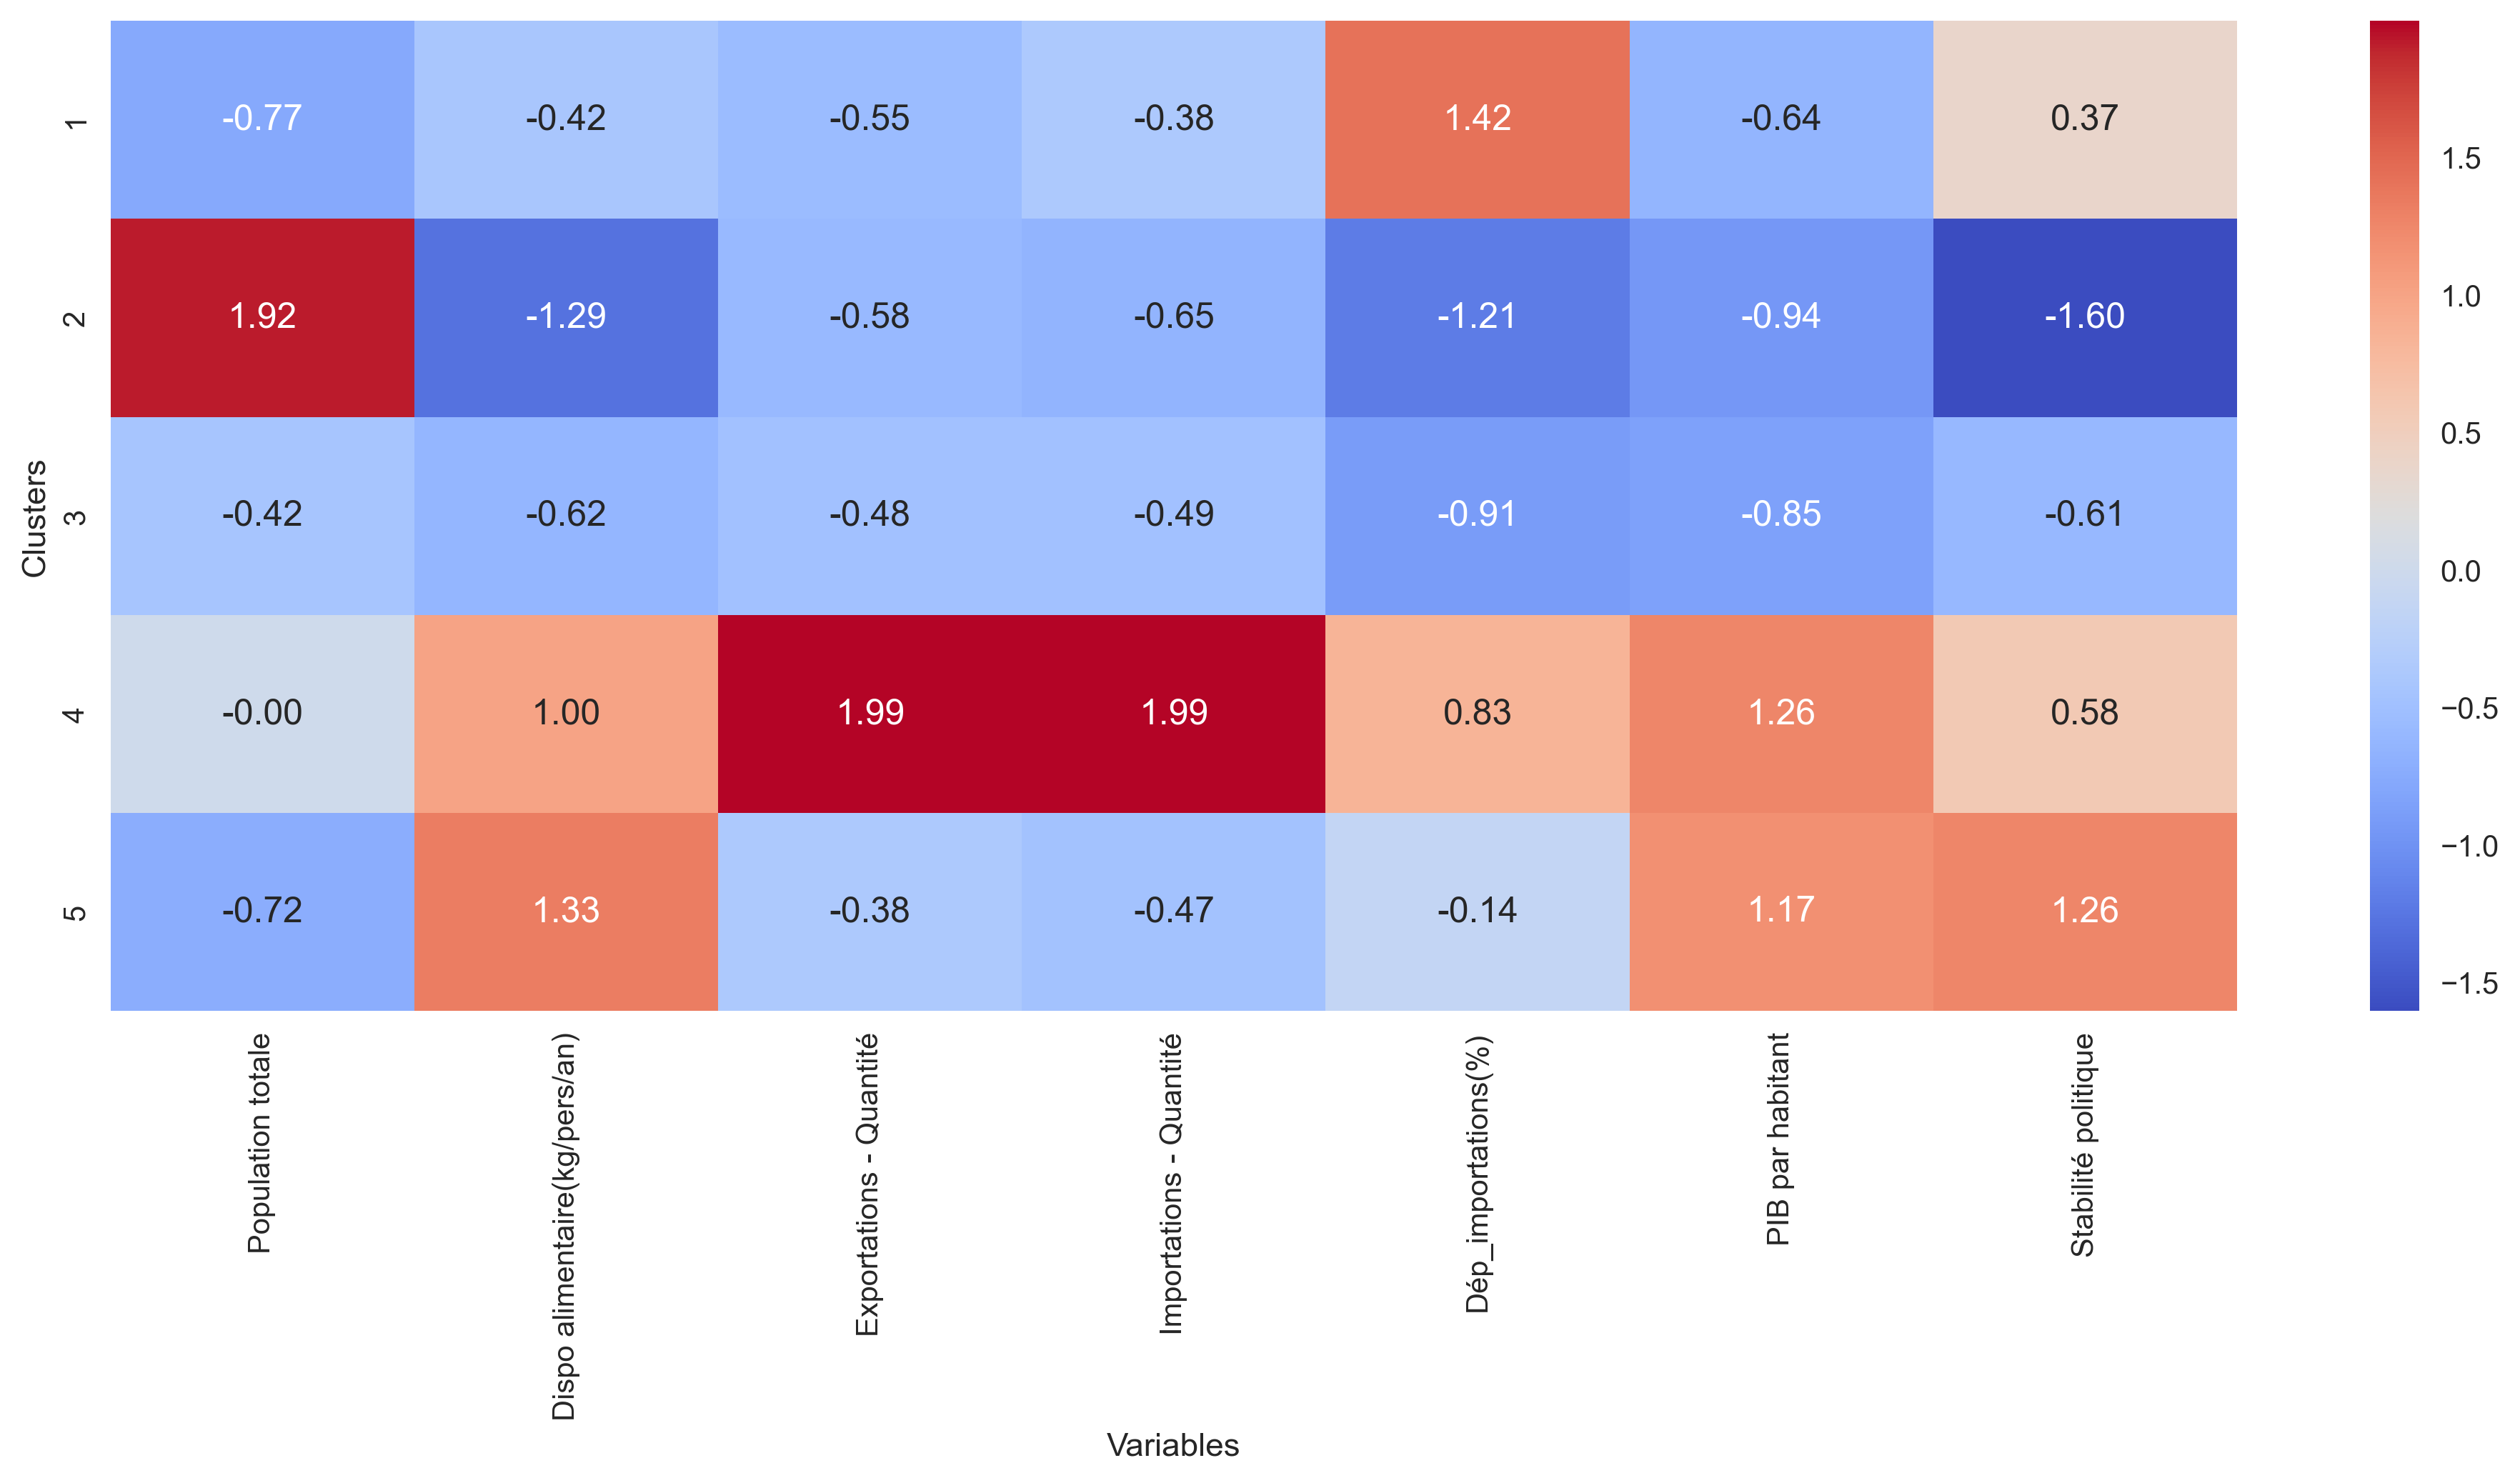 1 -0.77 -0.42 -0.55 -0.38 1.42 -0.64 0.37
2 1.92 -1.29 -0.58 -0.65 -1.21 -0.94 -1.60
3 -0.42 -0.62 -0.48 -0.49 -0.91 -0.85 -0.61
4 -0.00 1.00 1.99 1.99 0.83 1.26 0.58
5 -0.72 1.33 -0.38 -0.47 -0.14 1.17 1.26
Clusters
Population totale
Dispo alimentaire(kg/pers/an)
Exportations - Quantité
Importations - Quantité
Dép_importations(%)
PIB par habitant
Stabilité politique
Variables
1.5
1.0
0.5
0.0
−0.5
−1.0
−1.5